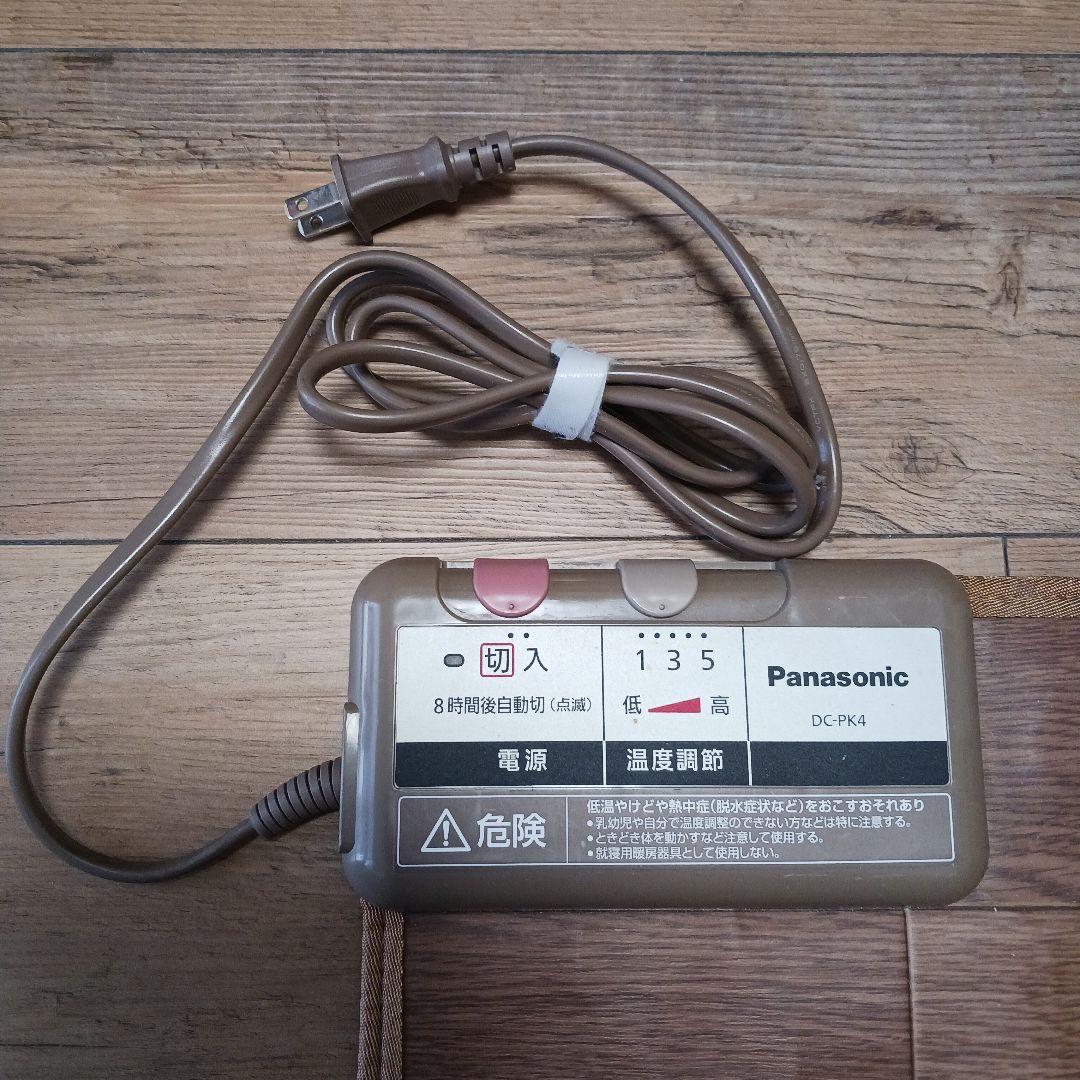 切 入
8時間後自動切(点滅)
電源
1 3 5
低 高
温度調節
Panasonic
DC-PK4
危険
低温やけどや熱中症(脱水症状など)をおこすおそれあり
•乳幼児や自分で温度調整のできない方などは特に注意する。
•ときどき体を動かすなど注意して使用する。
•就寝用暖房器具として使用しない。